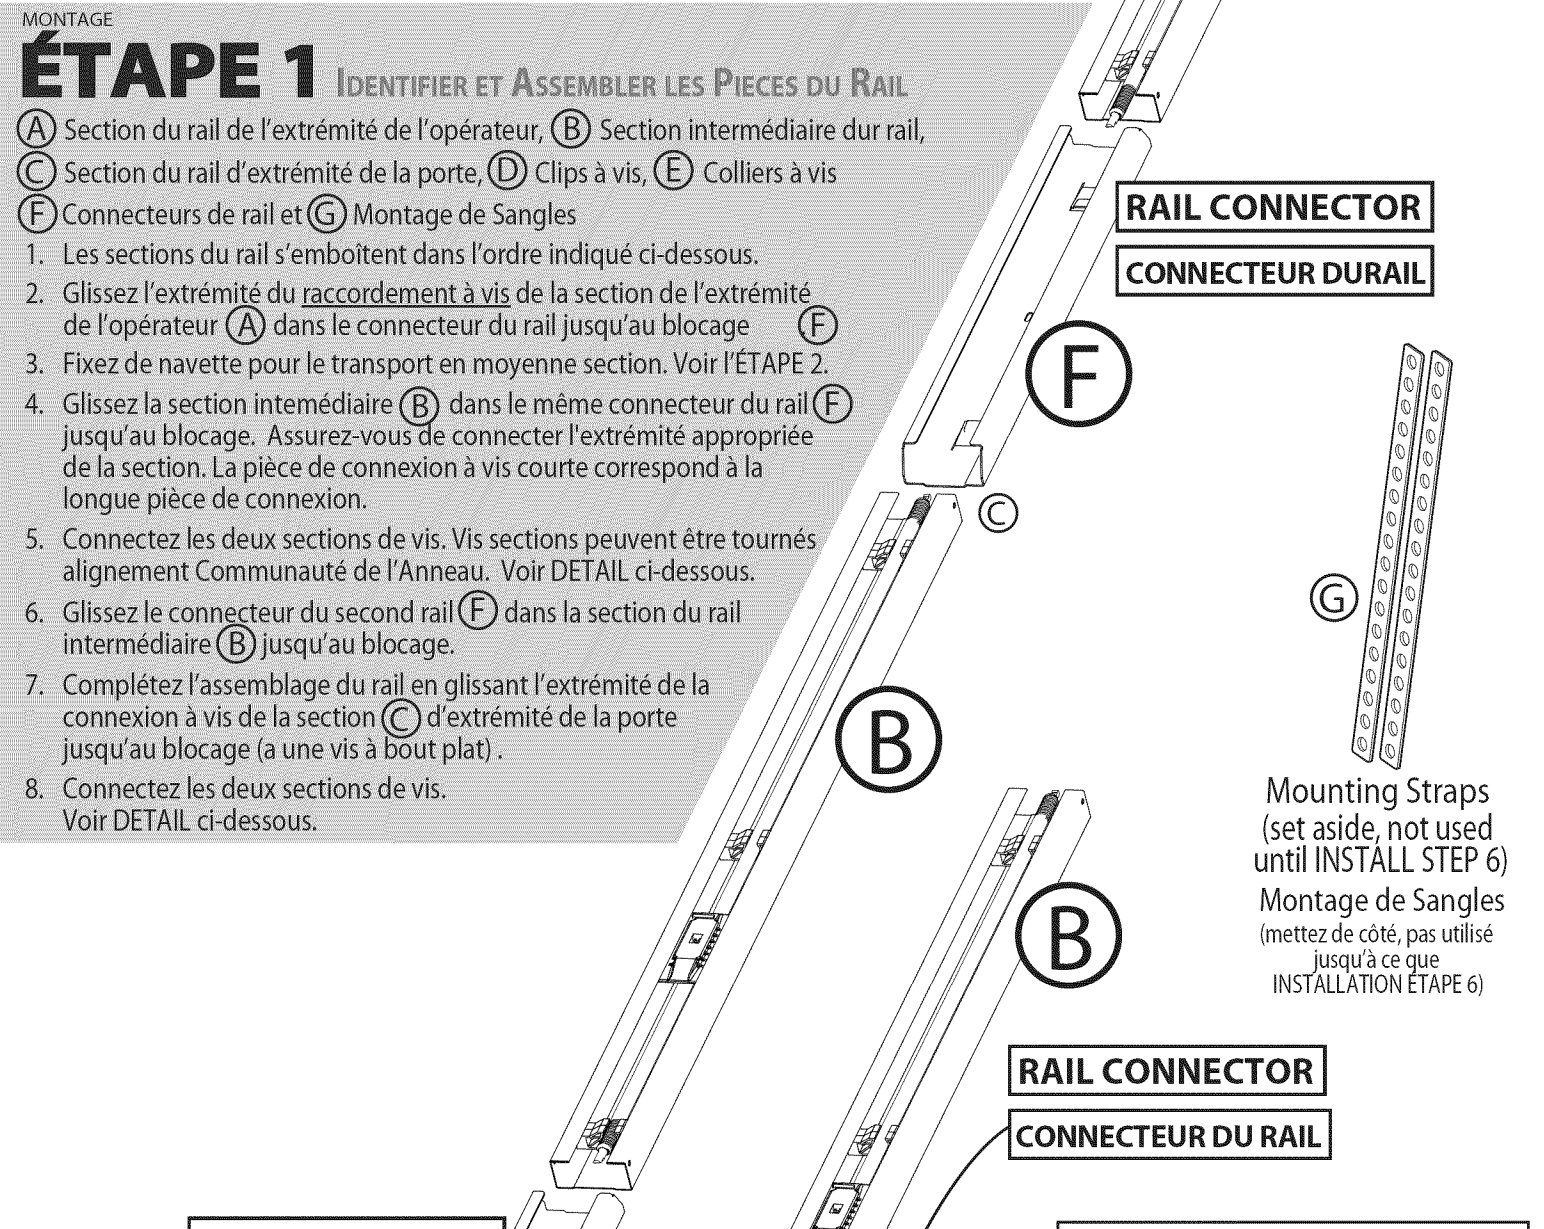 MONTAGE
ÉTAPE 1 IDENTIFIER ET ASSEMBLER LES PIECES DU RAIL
A Section du rail de l'extrémité de l'opérateur, B Section intermédiaire dur rail,
C Section du rail d'extrémité de la porte, D Clips à vis, E Colliers à vis
F Connecteurs de rail et G Montage de Sangles
1. Les sections du rail s'emboîtent dans l'ordre indiqué ci-dessous.
2. Glissez l'extrémité du raccordement à vis de la section de l'extrémité
de l'opérateur A dans le connecteur du rail jusqu'au blocage F
3. Fixez de navette pour le transport en moyenne section. Voir l'ÉTAPE 2.
4. Glissez la section intemédiaire B dans le même connecteur du rail F
jusqu'au blocage. Assurez-vous de connecter l'extrémité appropriée
de la section. La pièce de connexion à vis courte correspond à la
longue pièce de connexion.
5. Connectez les deux sections de vis. Vis sections peuvent être tournés
alignement Communauté de l'Anneau. Voir DETAIL ci-dessous.
6. Glissez le connecteur du second rail F dans la section du rail
intermédiaire B jusqu'au blocage.
7. Complétez l'assemblage du rail en glissant l'extrémité de la
connexion à vis de la section C d'extrémité de la porte
jusqu'au blocage (a une vis à bout plat) .
8. Connectez les deux sections de vis.
Voir DETAIL ci-dessous.
RAIL CONNECTOR
CONNECTEUR DURAIL
F
C
G
B
Mounting Straps
(set aside, not used
until INSTALL STEP 6)
Montage de Sangles
(mettez de côté, pas utilisé
jusqu'à ce que
INSTALLATION ÉTAPE 6)
B
RAIL CONNECTOR
CONNECTEUR DU RAIL